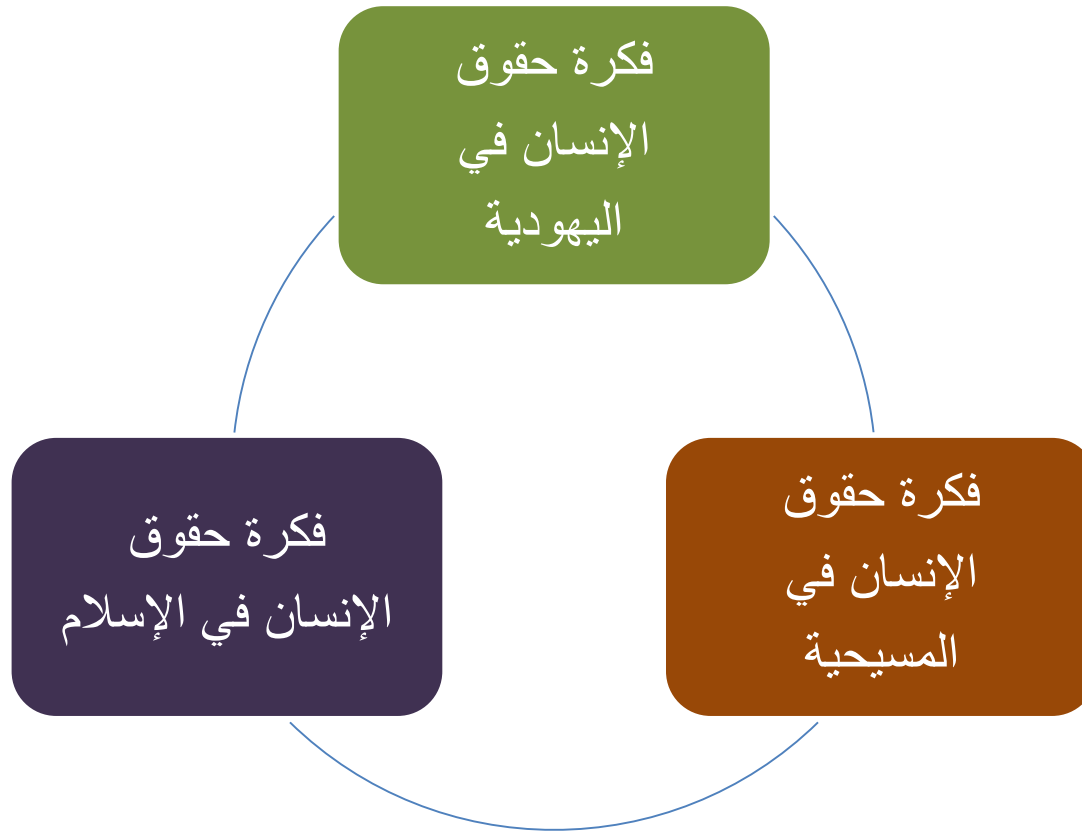 فكرة حقوق
الإنسان في
اليهودية
فكرة حقوق
الإنسان في
المسيحية
فكرة حقوق
الإنسان في الإسلام